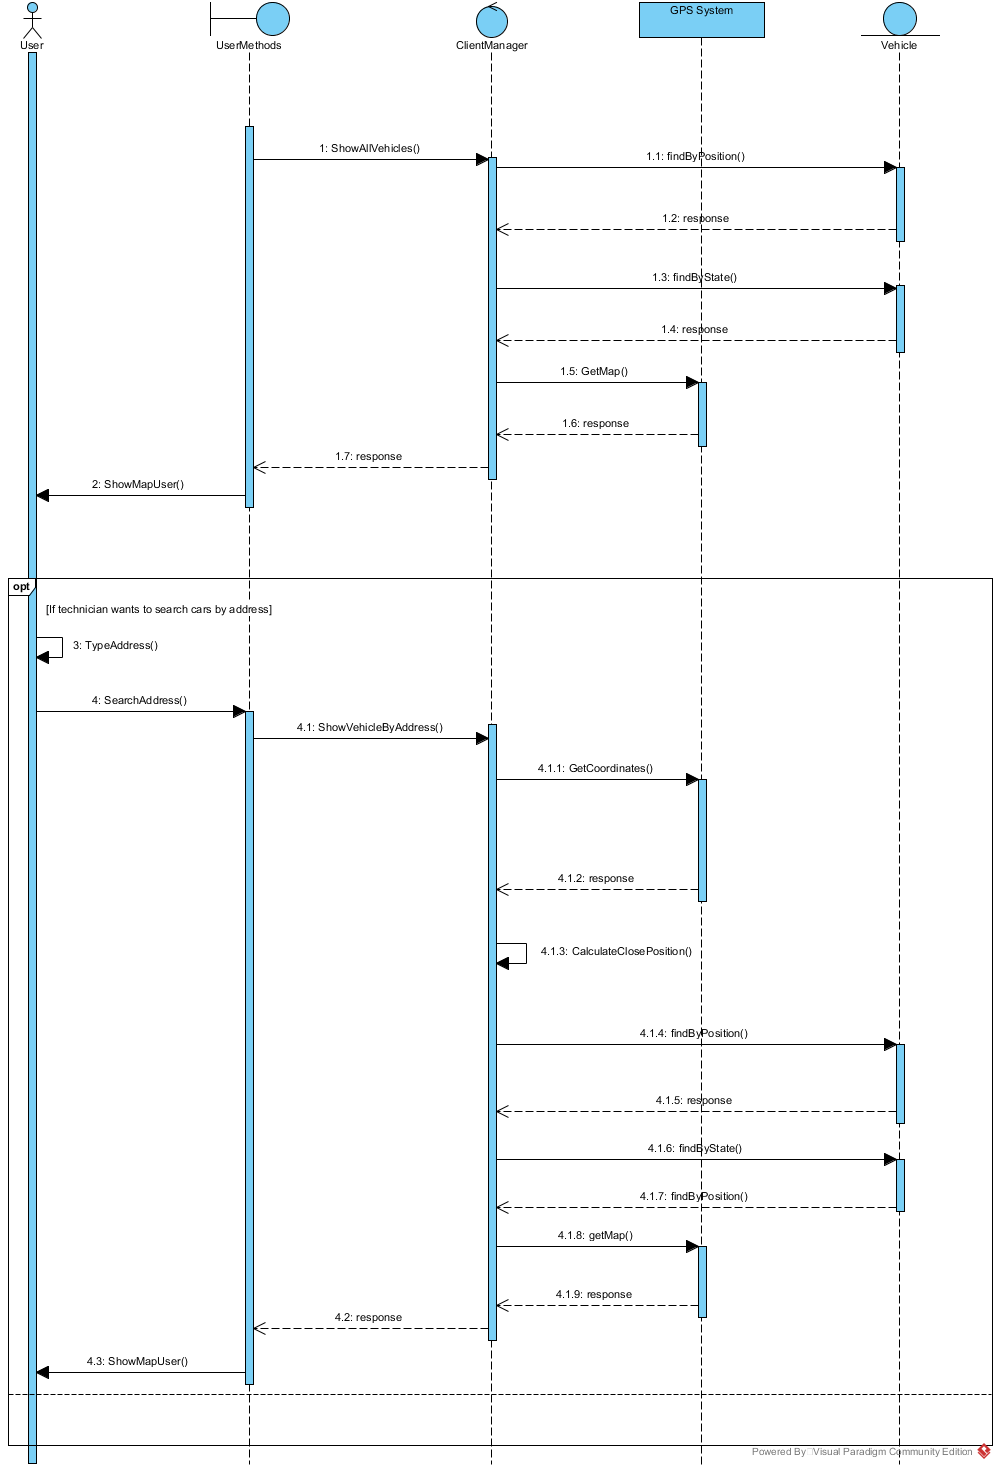 GPS System
User
UserMethods
ClientManager
Vehicle
1: ShowAllVehicles()
1.1: findByPosition()
1.2: response
1.3: findByState()
1.4: response
1.5: GetMap()
1.6: response
1.7: response
2: ShowMapUser()
opt
[If technician wants to search cars by address]
3: TypeAddress()
4: SearchAddress()
4.1: ShowVehicleByAddress()
4.1.1: GetCoordinates()
4.1.2: response
4.1.3: CalculateClosePosition()
4.1.4: findByPosition()
4.1.5: response
4.1.6: findByState()
4.1.7: findByPosition()
4.1.8: getMap()
4.1.9: response
4.2: response
4.3: ShowMapUser()
Powered By Visual Paradigm Community Edition